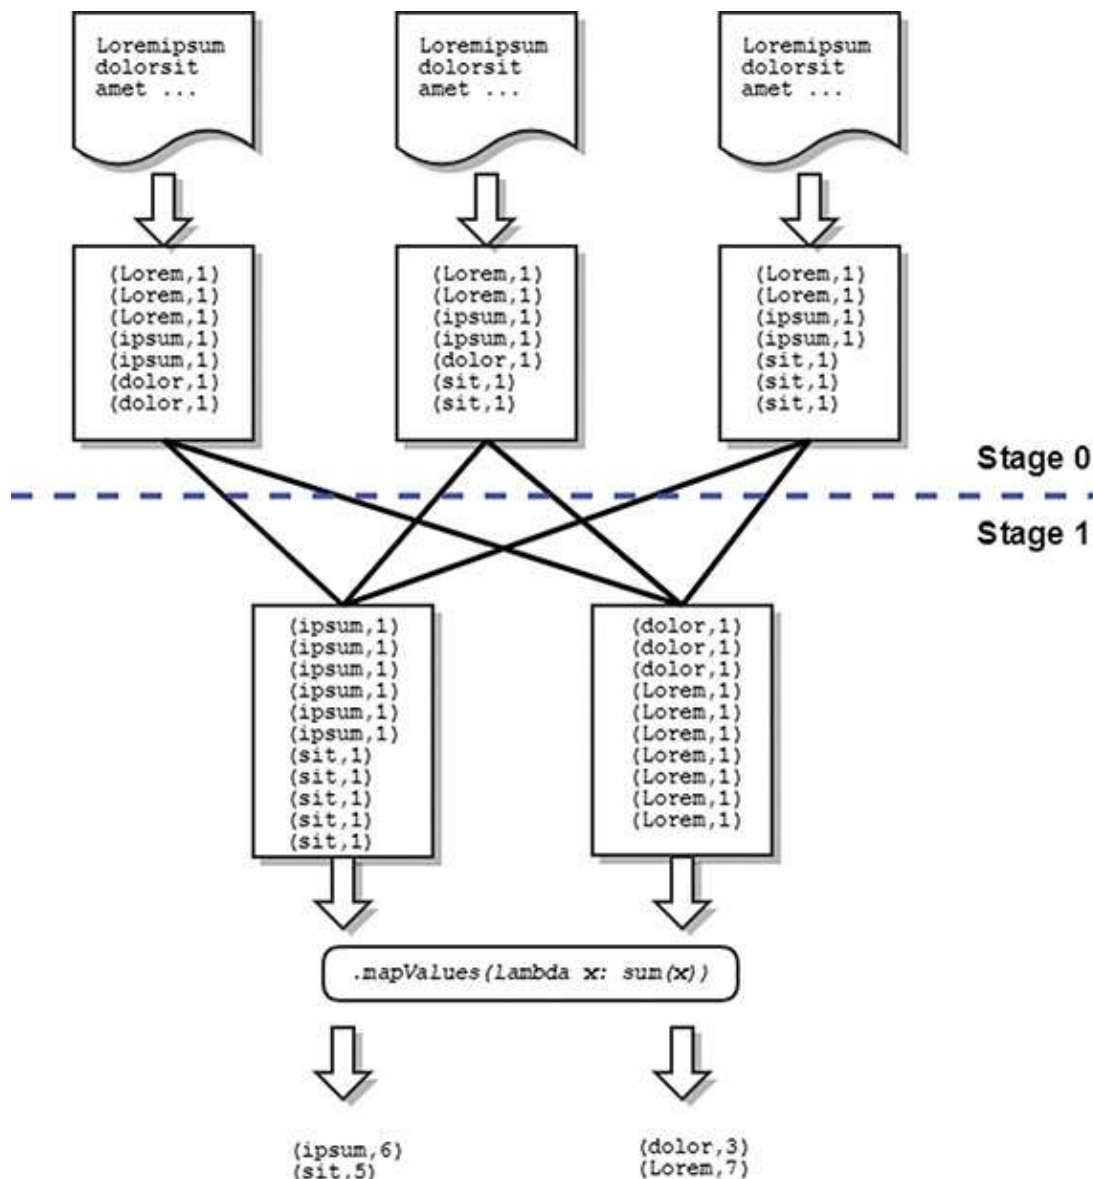 Loremipsum
dolorsit
amet ...
Loremipsum
dolorsit
amet ...
Loremipsum
dolorsit
amet ...
(Lorem,1)
(Lorem,1)
(Lorem,1)
(ipsum,1)
(ipsum,1)
(dolor,1)
(dolor,1)
(Lorem,1)
(Lorem,1)
(ipsum,1)
(ipsum,1)
(dolor,1)
(sit,1)
(sit,1)
(Lorem,1)
(Lorem,1)
(ipsum,1)
(ipsum,1)
(sit,1)
(sit,1)
(sit,1)
Stage 0
Stage 1
(ipsum,1)
(ipsum,1)
(ipsum,1)
(ipsum,1)
(ipsum,1)
(ipsum,1)
(sit,1)
(sit,1)
(sit,1)
(sit,1)
(sit,1)
(dolor,1)
(dolor,1)
(dolor,1)
(Lorem,1)
(Lorem,1)
(Lorem,1)
(Lorem,1)
(Lorem,1)
(Lorem,1)
(Lorem,1)
.mapValues(lambda x: sum(x))
(ipsum,6)
(sit,5)
(dolor,3)
(Lorem,7)